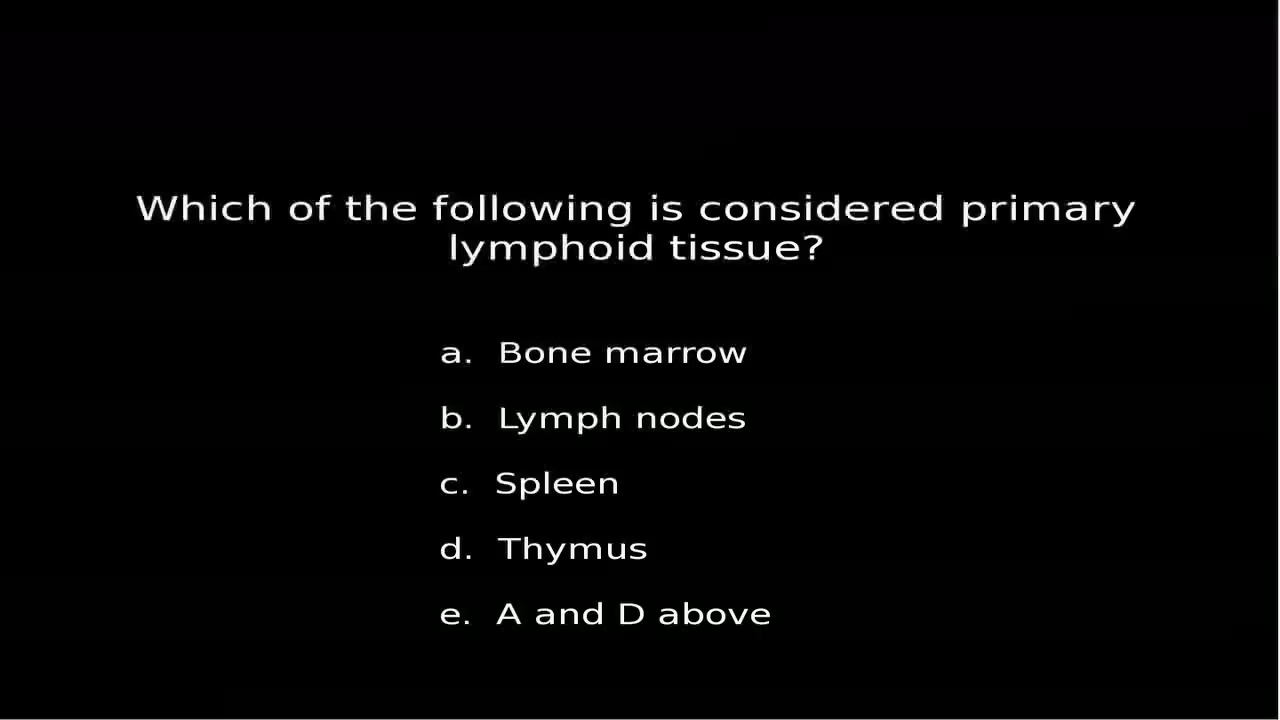 Which of the following is considered primary
lymphoid tissue?
a. Bone marrow
b. Lymph nodes
c. Spleen
d. Thymus
e. A and D above